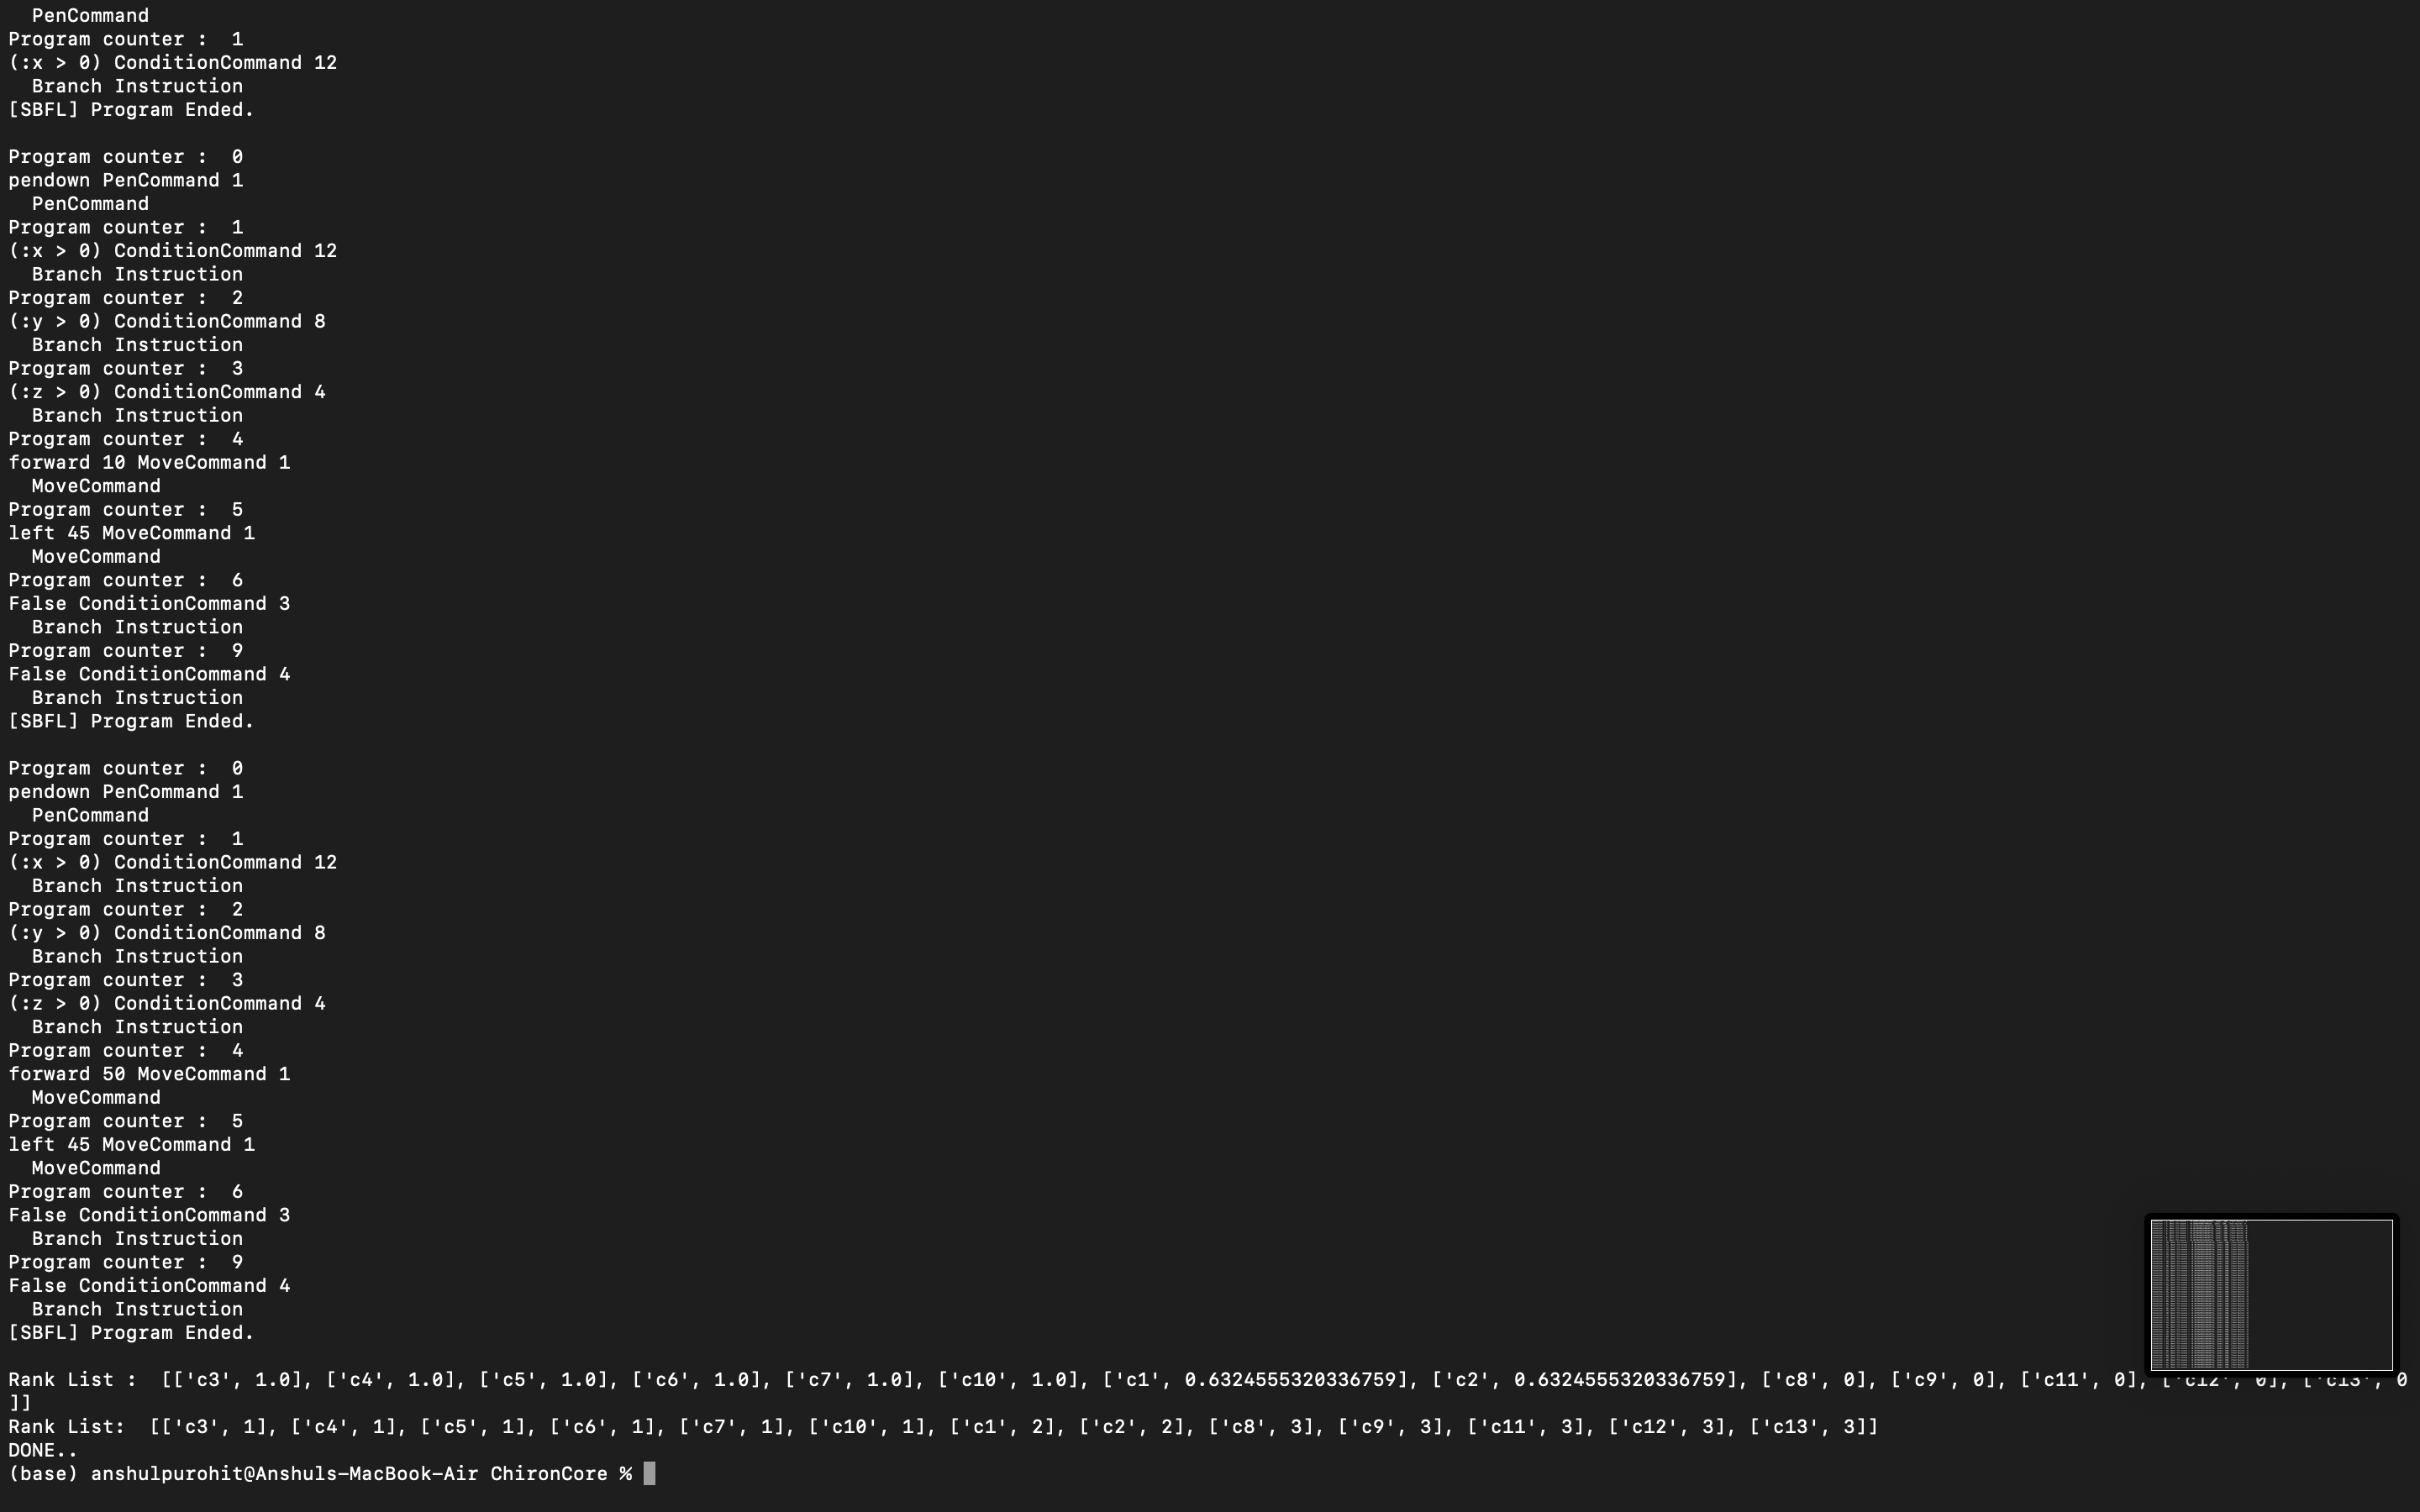 PenCommand
Program counter :  1
(:x > 0) ConditionCommand 12
  Branch Instruction
[SBFL] Program Ended.

Program counter :  0
pendown PenCommand 1
  PenCommand
Program counter :  1
(:x > 0) ConditionCommand 12
  Branch Instruction
Program counter :  2
(:y > 0) ConditionCommand 8
  Branch Instruction
Program counter :  3
(:z > 0) ConditionCommand 4
  Branch Instruction
Program counter :  4
forward 10 MoveCommand 1
  MoveCommand
Program counter :  5
left 45 MoveCommand 1
  MoveCommand
Program counter :  6
False ConditionCommand 3
  Branch Instruction
Program counter :  9
False ConditionCommand 4
  Branch Instruction
[SBFL] Program Ended.

Program counter :  0
pendown PenCommand 1
  PenCommand
Program counter :  1
(:x > 0) ConditionCommand 12
  Branch Instruction
Program counter :  2
(:y > 0) ConditionCommand 8
  Branch Instruction
Program counter :  3
(:z > 0) ConditionCommand 4
  Branch Instruction
Program counter :  4
forward 50 MoveCommand 1
  MoveCommand
Program counter :  5
left 45 MoveCommand 1
  MoveCommand
Program counter :  6
False ConditionCommand 3
  Branch Instruction
Program counter :  9
False ConditionCommand 4
  Branch Instruction
[SBFL] Program Ended.

Rank List :  [['c3', 1.0], ['c4', 1.0], ['c5', 1.0], ['c6', 1.0], ['c7', 1.0], ['c10', 1.0], ['c1', 0.6324555320336759], ['c2', 0.6324555320336759], ['c8', 0], ['c9', 0], ['c11', 0], ['c12', 0], ['c13', 0
]]
Rank List:  [['c3', 1], ['c4', 1], ['c5', 1], ['c6', 1], ['c7', 1], ['c10', 1], ['c1', 2], ['c2', 2], ['c8', 3], ['c9', 3], ['c11', 3], ['c12', 3], ['c13', 3]]
DONE..
(base) anshulpurohit@Anshuls-MacBook-Air ChironCore %